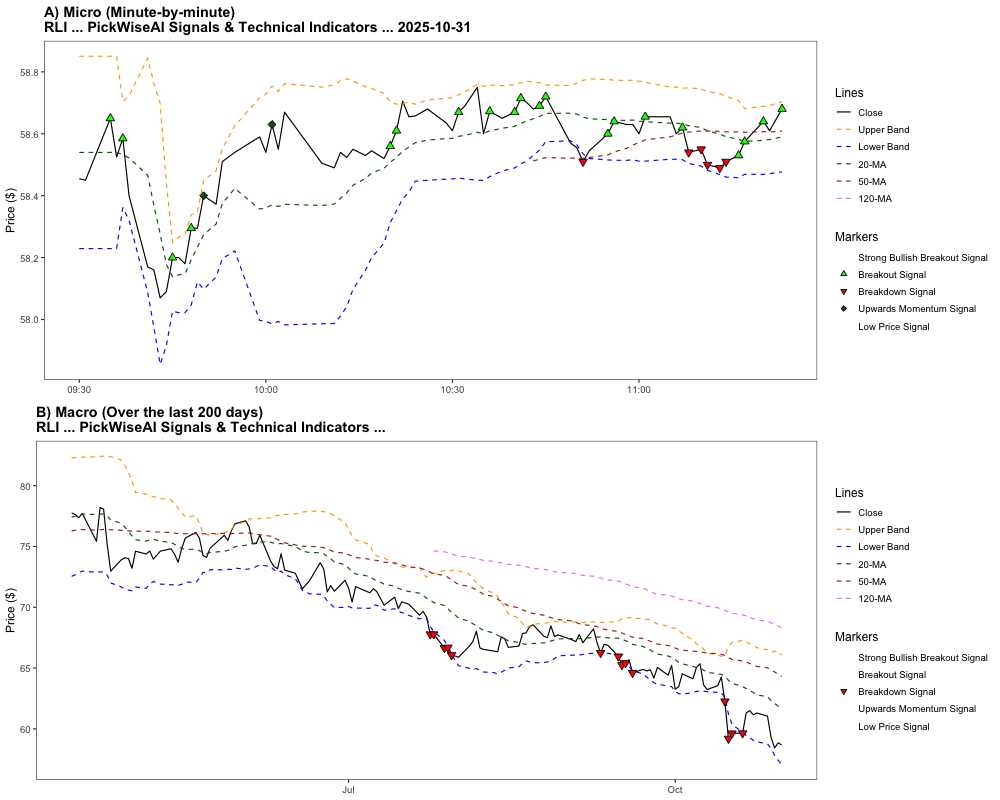 A) Micro (Minute-by-minute)
RLI ... PickWiseAI Signals & Technical Indicators ... 2025-10-31
Price ($)
58.8
58.6
58.4
58.2
58.0
09:30
10:00
10:30
11:00
Lines
Close
Upper Band
Lower Band
20-MA
50-MA
120-MA
Markers
Strong Bullish Breakout Signal
Breakout Signal
Breakdown Signal
Upwards Momentum Signal
Low Price Signal
B) Macro (Over the last 200 days)
RLI ... PickWiseAI Signals & Technical Indicators ...
Price ($)
80
75
70
65
60
Jul
Oct
Lines
Close
Upper Band
Lower Band
20-MA
50-MA
120-MA
Markers
Strong Bullish Breakout Signal
Breakout Signal
Breakdown Signal
Upwards Momentum Signal
Low Price Signal